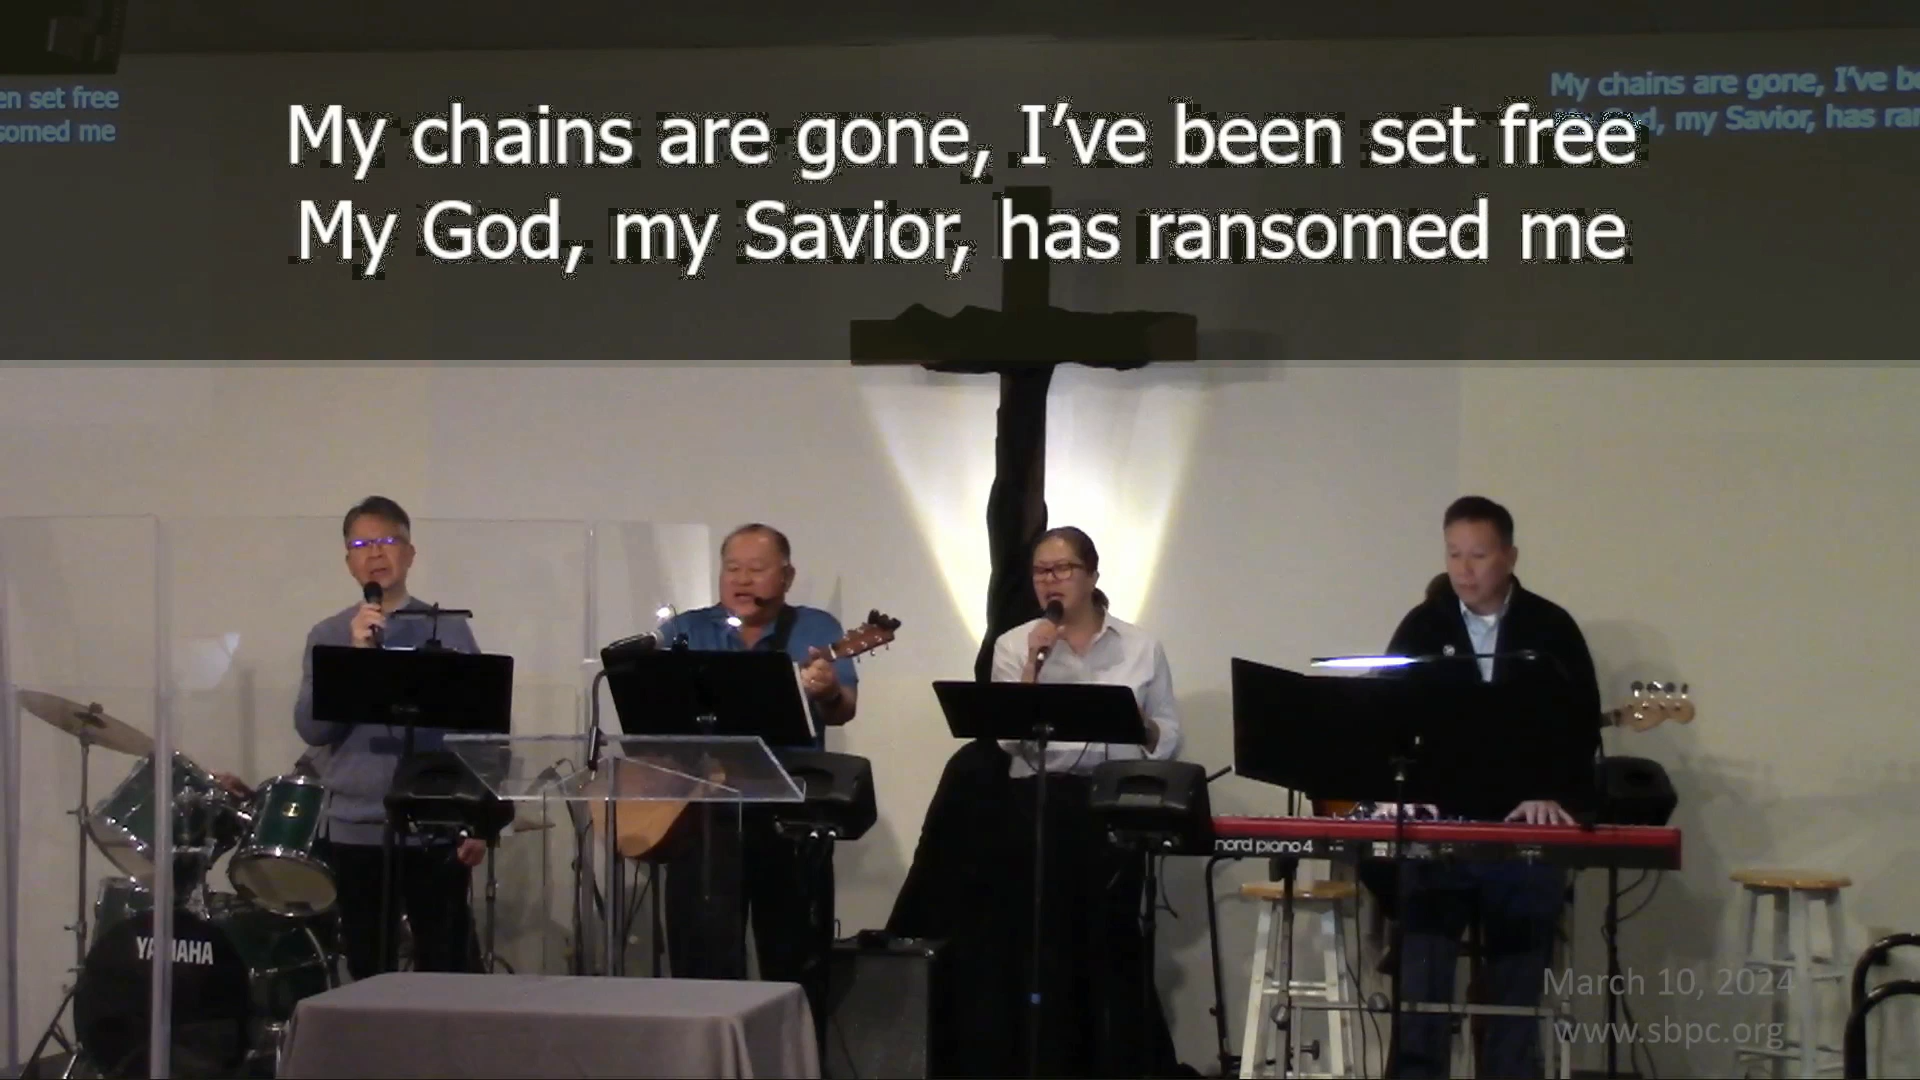 My chains are gone, I've been set free
My God, my Savior, has ransomed me
en set free
somed me
My chains are gone, I've be
God, my Savior, has ran
YAMAHA
nord piano 4
March 10, 2024
www.sbpc.org